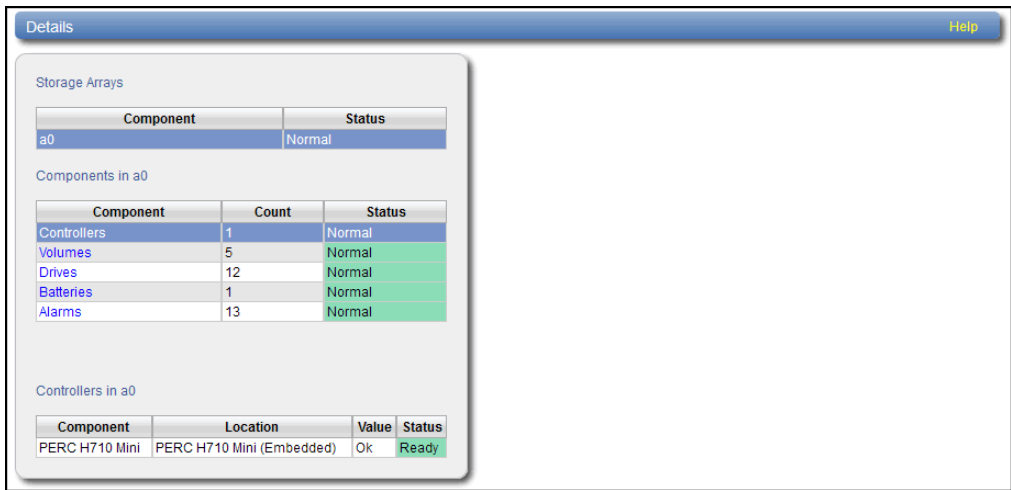 Details Help
Storage Arrays
Component Status
a0 Normal
Components in a0
Component Count Status
Controllers 1 Normal
Volumes 5 Normal
Drives 12 Normal
Batteries 1 Normal
Alarms 13 Normal
Controllers in a0
Component Location Value Status
PERC H710 Mini PERC H710 Mini (Embedded) Ok Ready